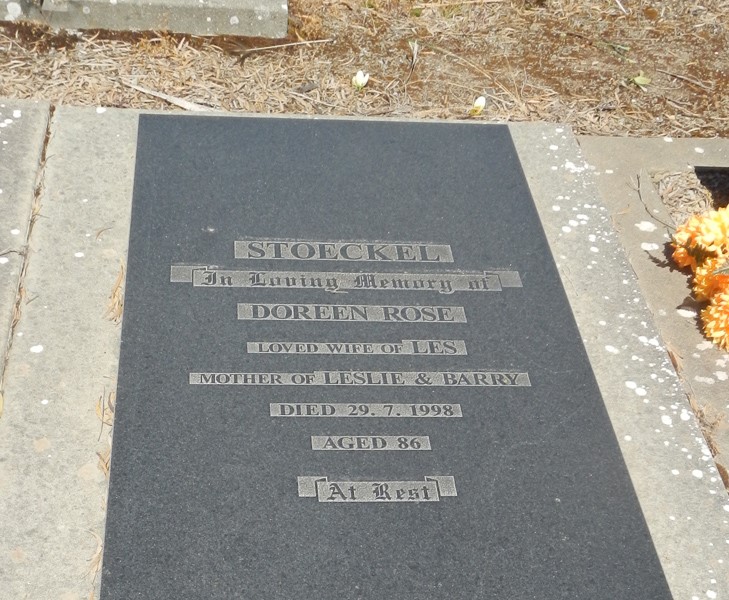 STOECKEL
In Loving Memory of
DOREEN ROSE
LOVED WIFE OF LES
MOTHER OF LESLIE & BARRY
DIED 29. 7. 1998
AGED 86
At Rest